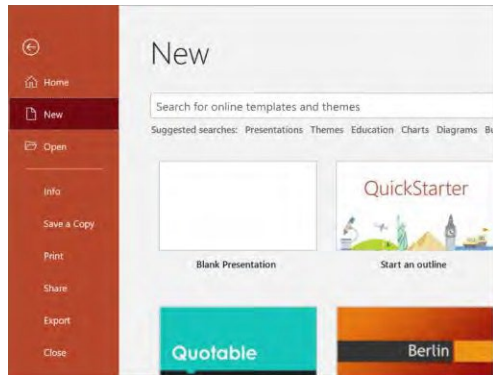 New
Home
New
Open
Info
Save a Copy
Print
Share
Export
Close
Search for online templates and themes
Suggested searches: Presentations Themes Education Charts Diagrams
QuickStarter
Blank Presentation
Start an outline
Quotable
Berlin